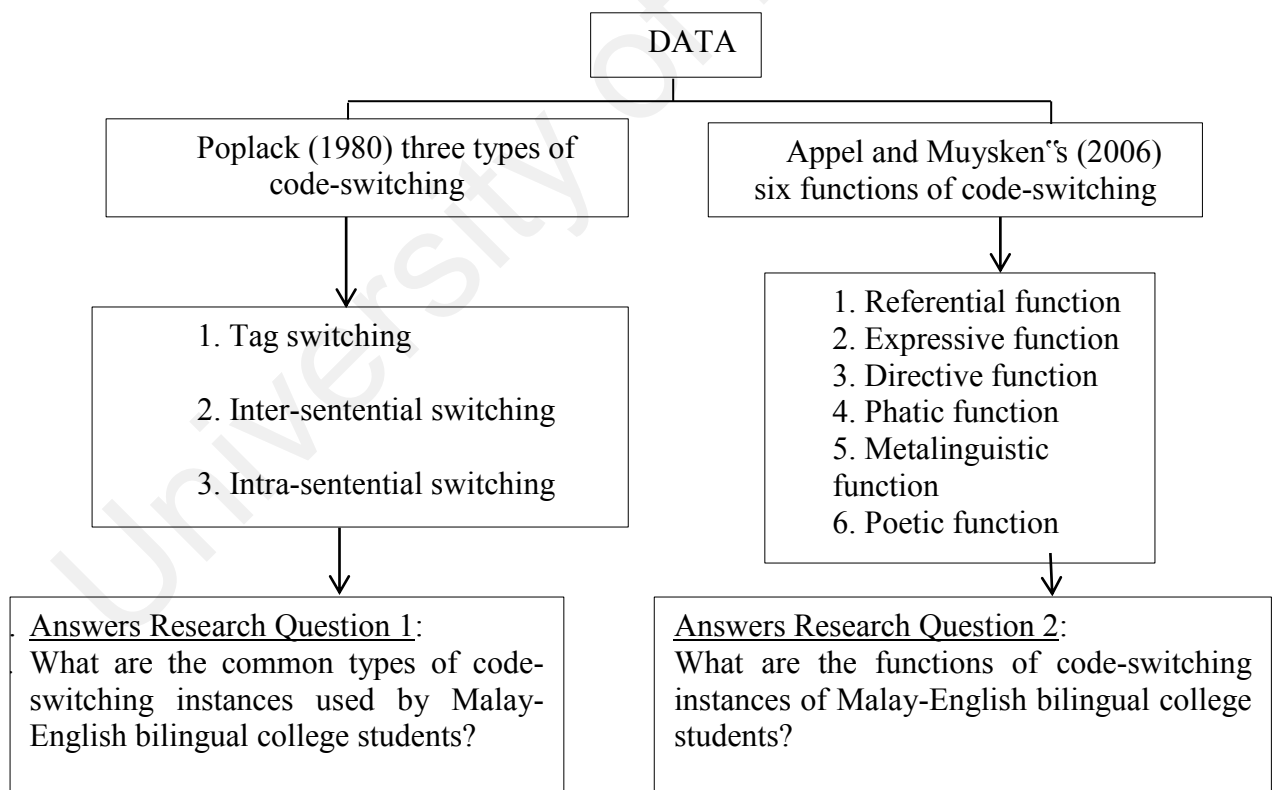 DATA
Poplack (1980) three types of
code-switching
Appel and Muysken‟s (2006)
six functions of code-switching
1. Tag switching
2. Inter-sentential switching
3. Intra-sentential switching
1. Referential function
2. Expressive function
3. Directive function
4. Phatic function
5. Metalinguistic
function
6. Poetic function
. Answers Research Question 1:
. What are the common types of code-
switching instances used by Malay-
English bilingual college students?
Answers Research Question 2:
What are the functions of code-switching
instances of Malay-English bilingual college
students?
University of